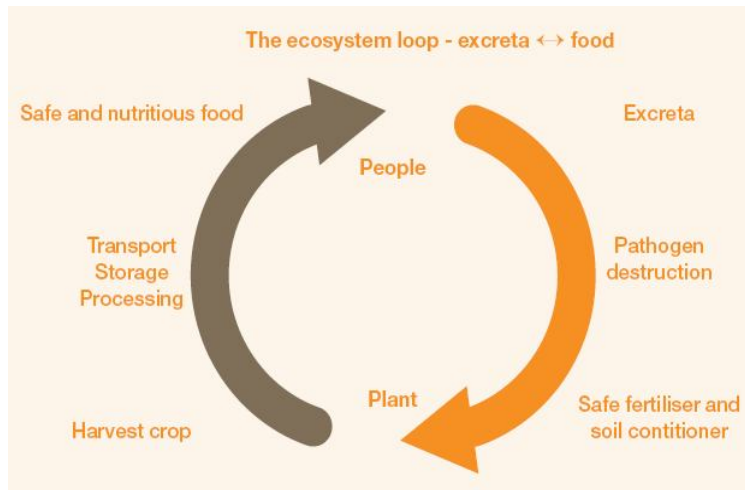 The ecosystem loop - excreta ↔ food
Safe and nutritious food
Excreta
People
Transport
Storage
Processing
Pathogen
destruction
Plant
Harvest crop
Safe fertiliser and
soil contitioner